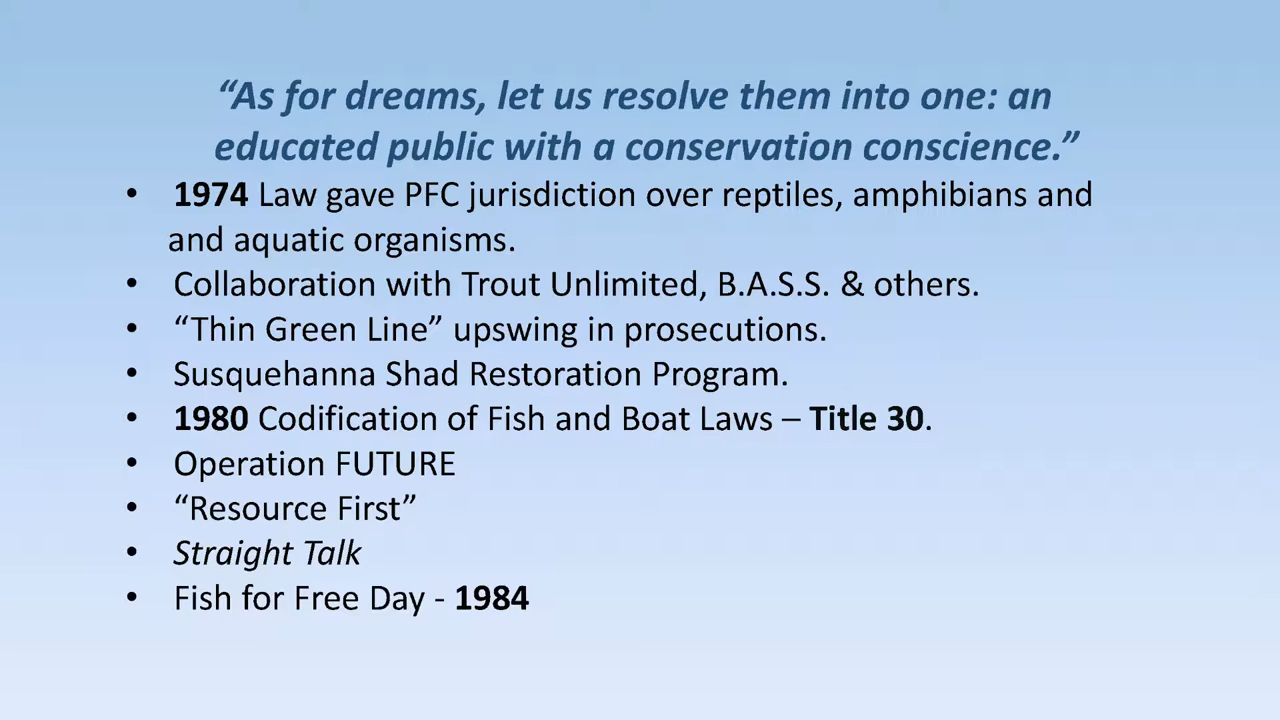 “As for dreams, let us resolve them into one: an
educated public with a conservation conscience.”
• 1974 Law gave PFC jurisdiction over reptiles, amphibians and
and aquatic organisms.
• Collaboration with Trout Unlimited, B.A.S.S. & others.
• “Thin Green Line” upswing in prosecutions.
• Susquehanna Shad Restoration Program.
• 1980 Codification of Fish and Boat Laws – Title 30.
• Operation FUTURE
• “Resource First”
• Straight Talk
• Fish for Free Day - 1984